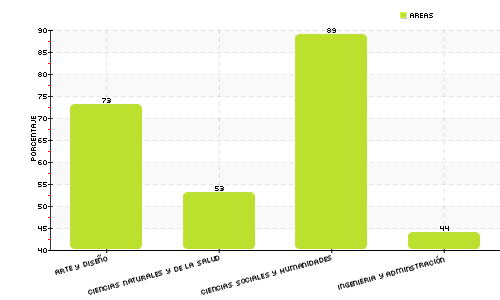 AREAS
PORCENTAJE
90
85
80
75
70
65
60
55
50
45
40
73
53
89
44
ARTE Y DISEÑO
CIENCIAS NATURALES Y DE LA SALUD
CIENCIAS SOCIALES Y HUMANIDADES
INGENIERIA Y ADMINSTRACIÓN